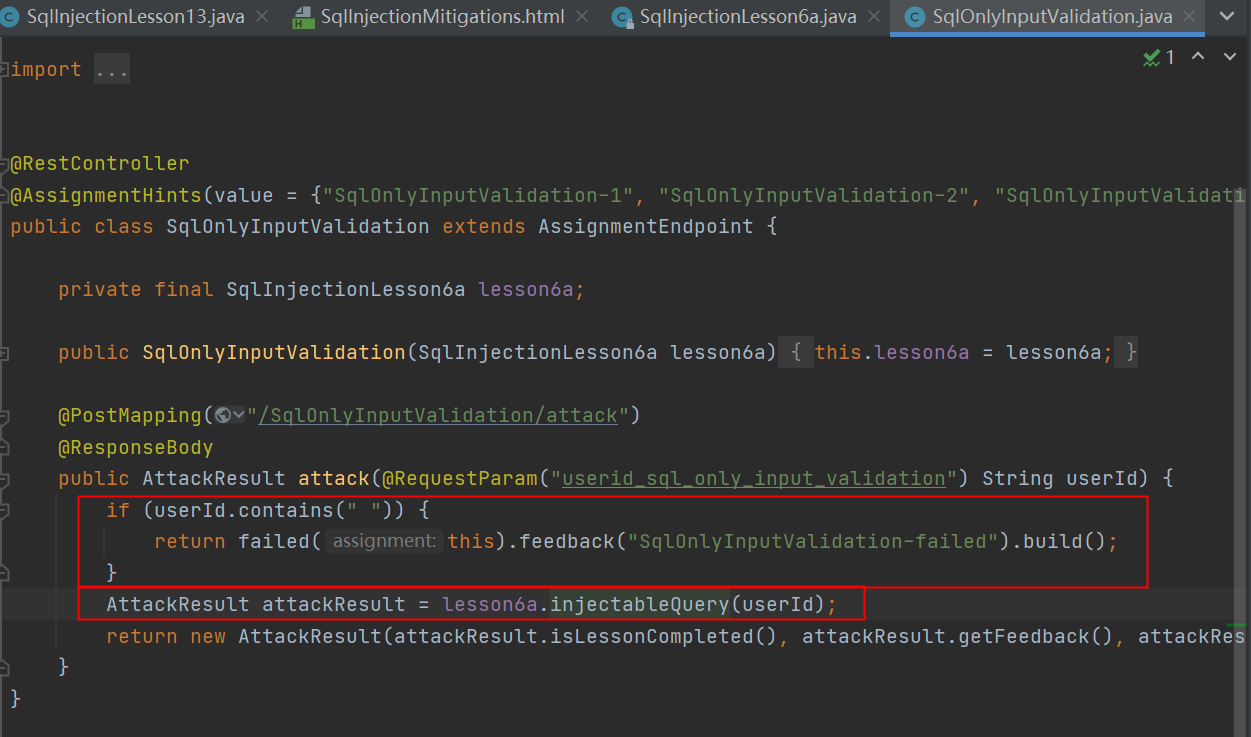 SqlInjectionLesson13.java SqlInjectionMitigations.html SqlInjectionLesson6a.java SqlOnlyInputValidation.java
import ...
1
@RestController
@AssignmentHints(value = {"SqlOnlyInputValidation-1", "SqlOnlyInputValidation-2", "SqlOnlyInputValidati
public class SqlOnlyInputValidation extends AssignmentEndpoint {
private final SqlInjectionLesson6a lesson6a;
public SqlOnlyInputValidation(SqlInjectionLesson6a lesson6a) { this.lesson6a = lesson6a; }
@PostMapping("/SqlOnlyInputValidation/attack")
@ResponseBody
public AttackResult attack(@RequestParam("userid_sql_only_input_validation") String userId) {
if (userId.contains(" ")) {
return failed( assignment: this).feedback("SqlOnlyInputValidation-failed").build();
}
AttackResult attackResult = lesson6a.injectableQuery(userId);
return new AttackResult(attackResult.isLessonCompleted(), attackResult.getFeedback(), attackRes
}
}